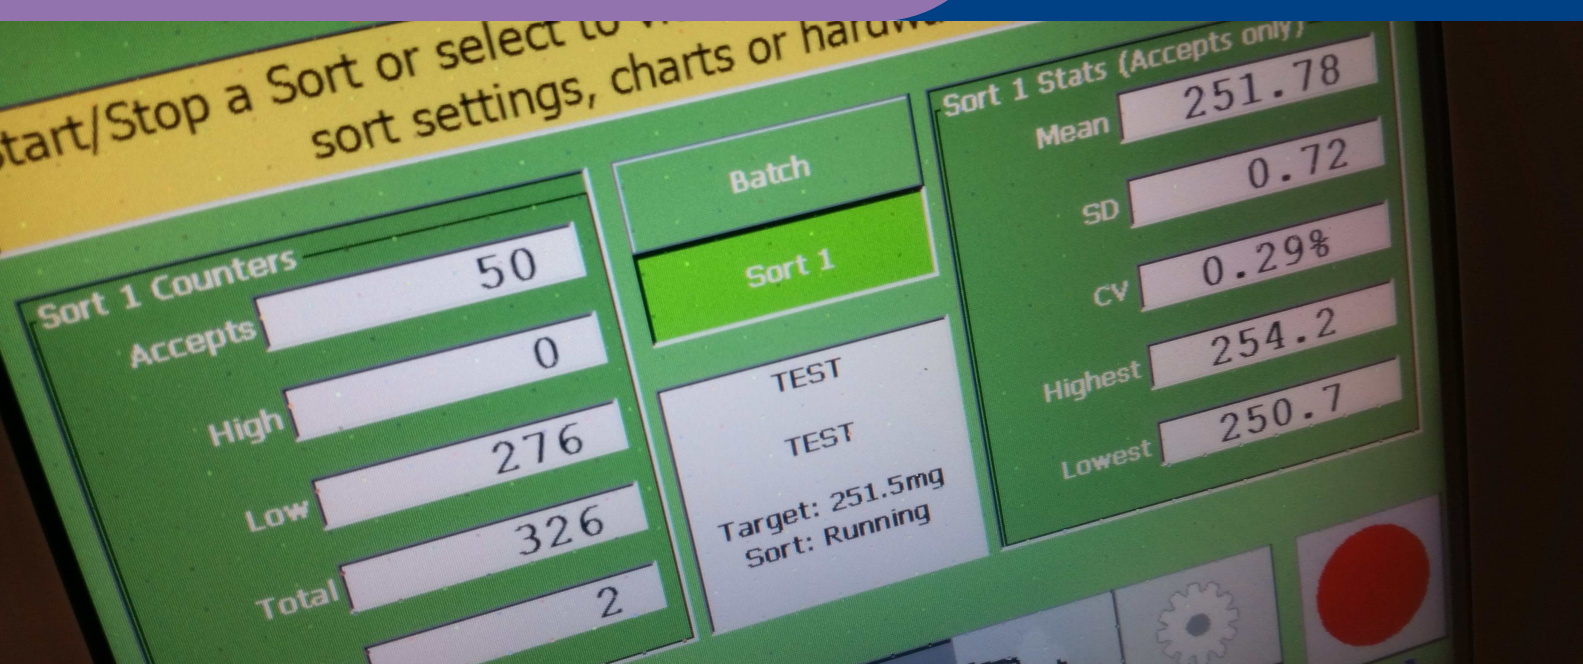 Start/Stop a Sort or select to
sort settings, charts or
Sort 1 Counters
Accepts 50
High 0
Low 276
Total 326
2
Batch
Sort 1
TEST
TEST
Target: 251.5mg
Sort: Running
Sort 1 Stats (Accepts only)
Mean 251.78
SD 0.72
CV 0.29%
Highest 254.2
Lowest 250.7